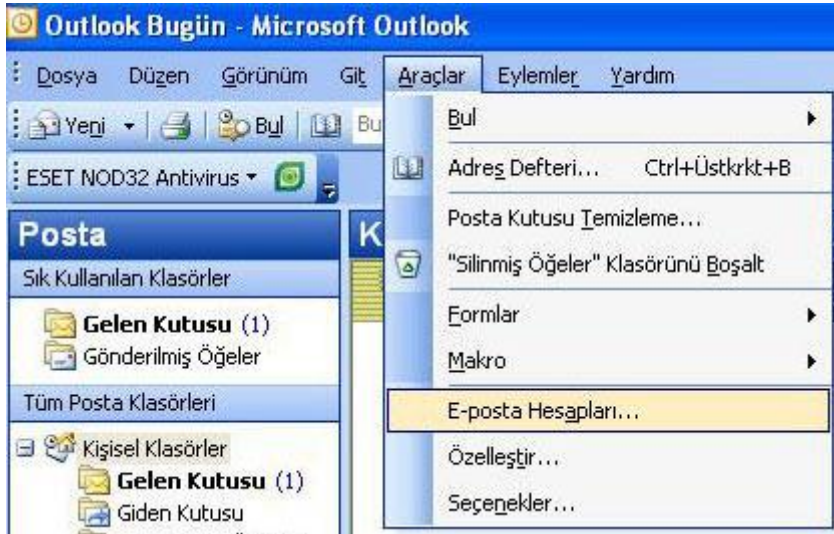 Outlook Bugün - Microsoft Outlook
Dosya Düzen Görünüm Git Araçlar Eylemler Yardım
Yeni Bul Bu
ESET NOD32 Antivirus
Bul
Adres Defteri... Ctrl+Üstkrkt+B
Posta Kutusu Temizleme...
"Silinmiş Öğeler" Klasörünü Boşalt
Formlar
Makro
E-posta Hesapları...
Özelleştir...
Seçenekler...
Posta
K
Sık Kullanılan Klasörler
Gelen Kutusu (1)
Gönderilmiş Öğeler
Tüm Posta Klasörleri
Kişisel Klasörler
Gelen Kutusu (1)
Giden Kutusu